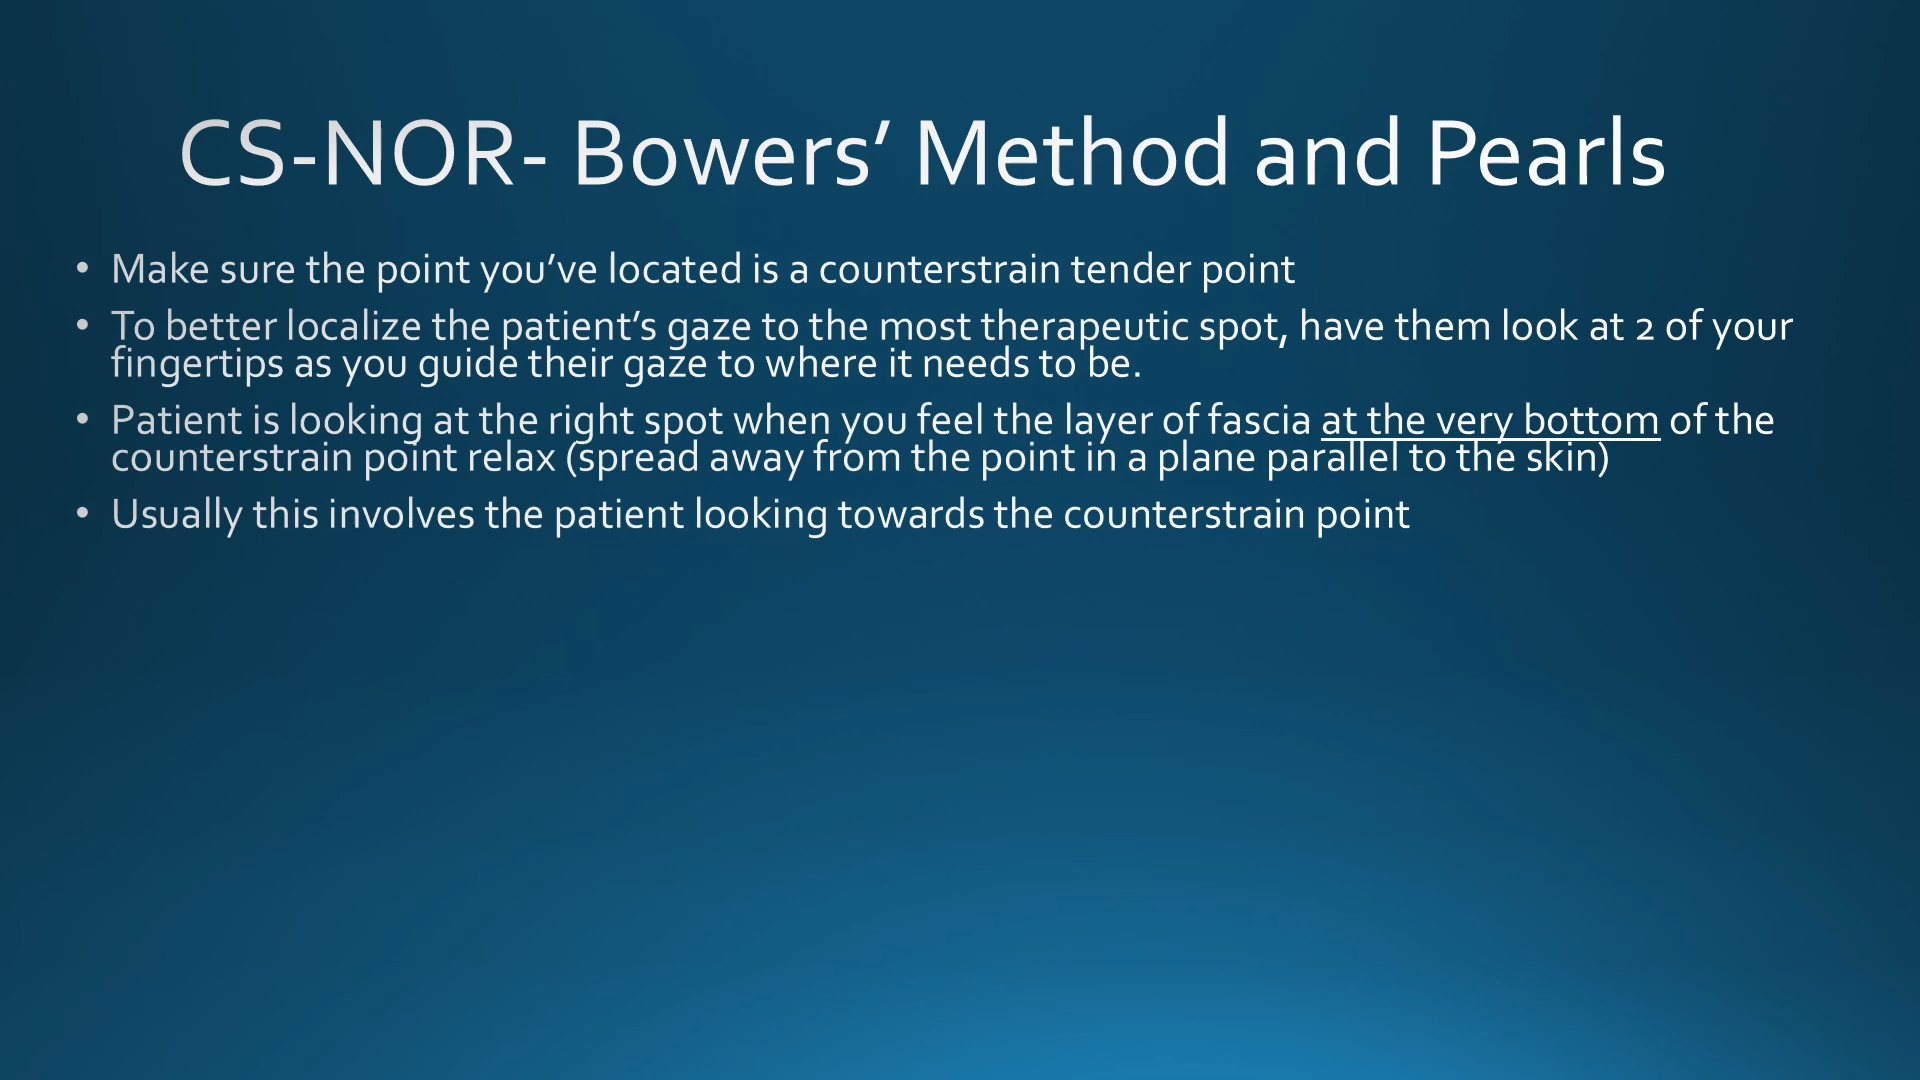 CS-NOR- Bowers’ Method and Pearls
• Make sure the point you’ve located is a counterstrain tender point
• To better localize the patient’s gaze to the most therapeutic spot, have them look at 2 of your
fingertips as you guide their gaze to where it needs to be.
• Patient is looking at the right spot when you feel the layer of fascia at the very bottom of the
counterstrain point relax (spread away from the point in a plane parallel to the skin)
• Usually this involves the patient looking towards the counterstrain point